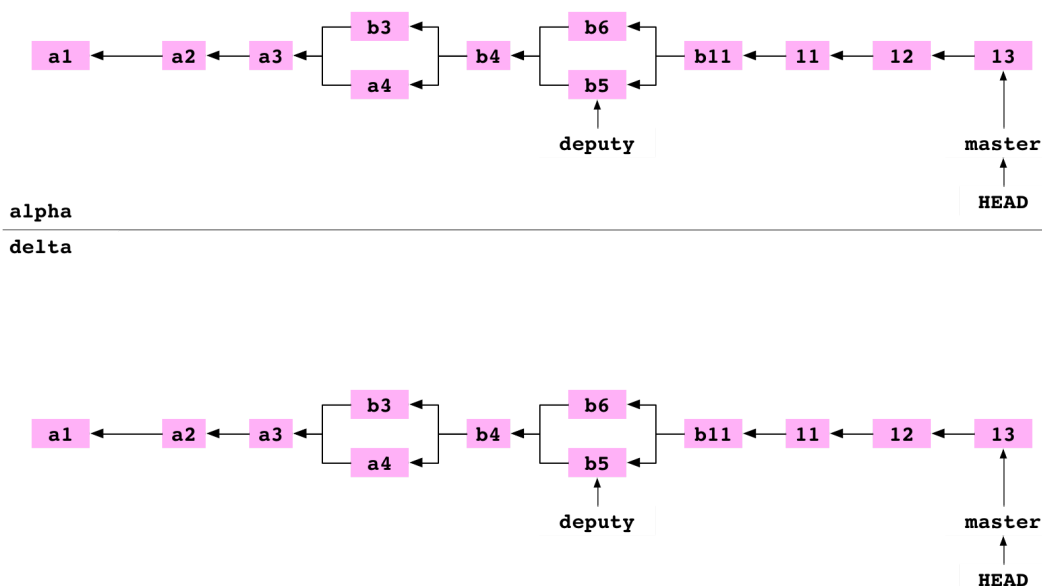 b3 b6
a1 a2 a3 b4 b11 11 12 13
a4 b5
deputy master
HEAD
alpha
delta
b3 b6
a1 a2 a3 b4 b11 11 12 13
a4 b5
deputy master
HEAD